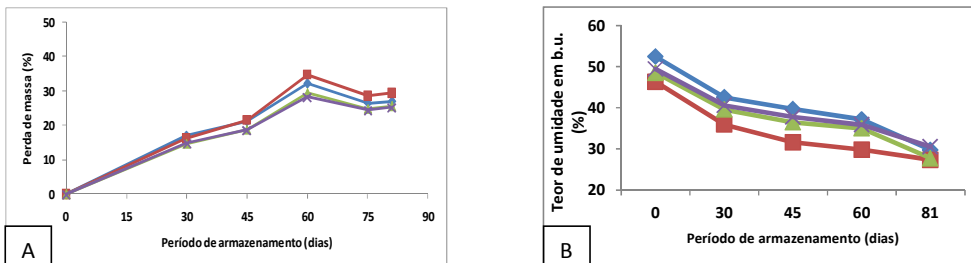 Perda de massa (%)
50
40
30
20
10
0
0 15 30 45 60 75 90
Período de armazenamento (dias)
A
Teor de umidade em b.u.
(%)
60
50
40
30
20
0 30 45 60 81
Período de armazenamento (dias)
B